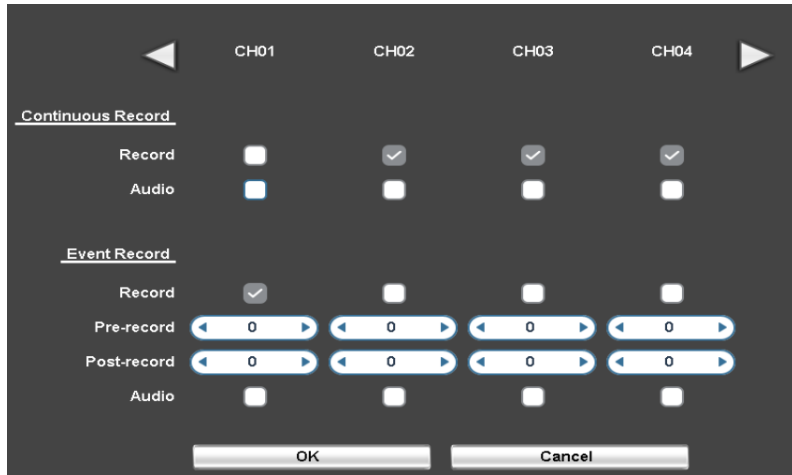 CH01 CH02 CH03 CH04
Continuous Record
Record
Audio
Event Record
Record
Pre-record 0 0 0 0
Post-record 0 0 0 0
Audio
OK Cancel